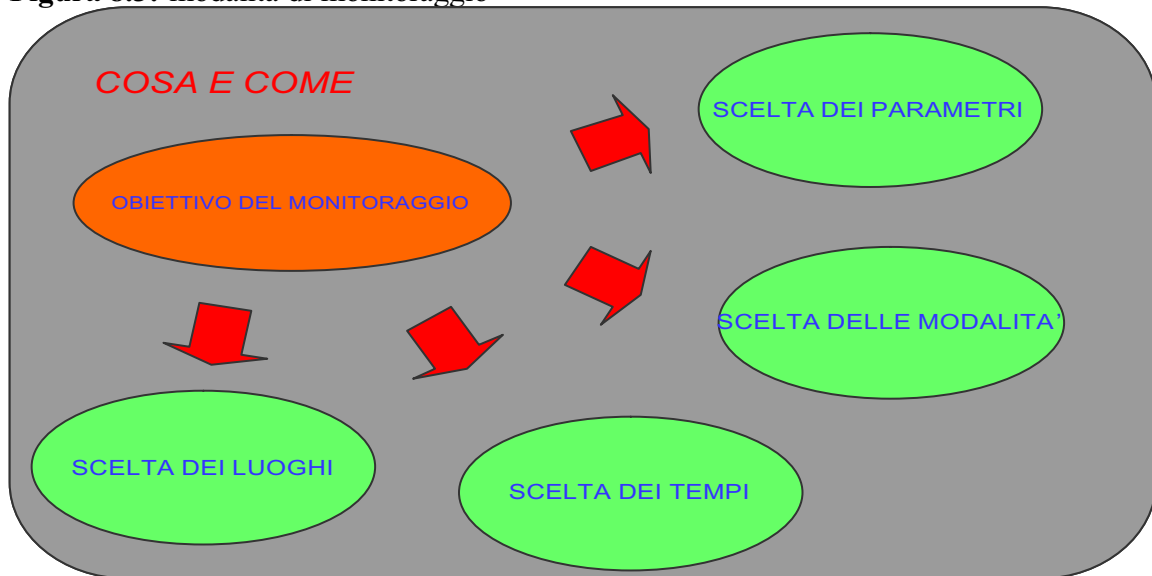 COSA E COME
SCELTA DEI PARAMETRI
OBIETTIVO DEL MONITORAGGIO
SCELTA DELLE MODALITA'
SCELTA DEI LUOGHI
SCELTA DEI TEMPI